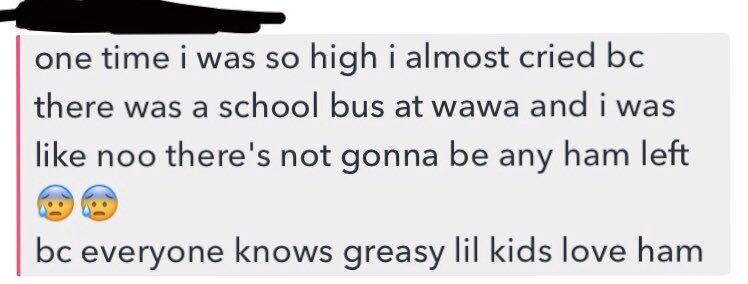 one time i was so high i almost cried bc
there was a school bus at wawa and i was
like noo there's not gonna be any ham left
😰😰
bc everyone knows greasy lil kids love ham